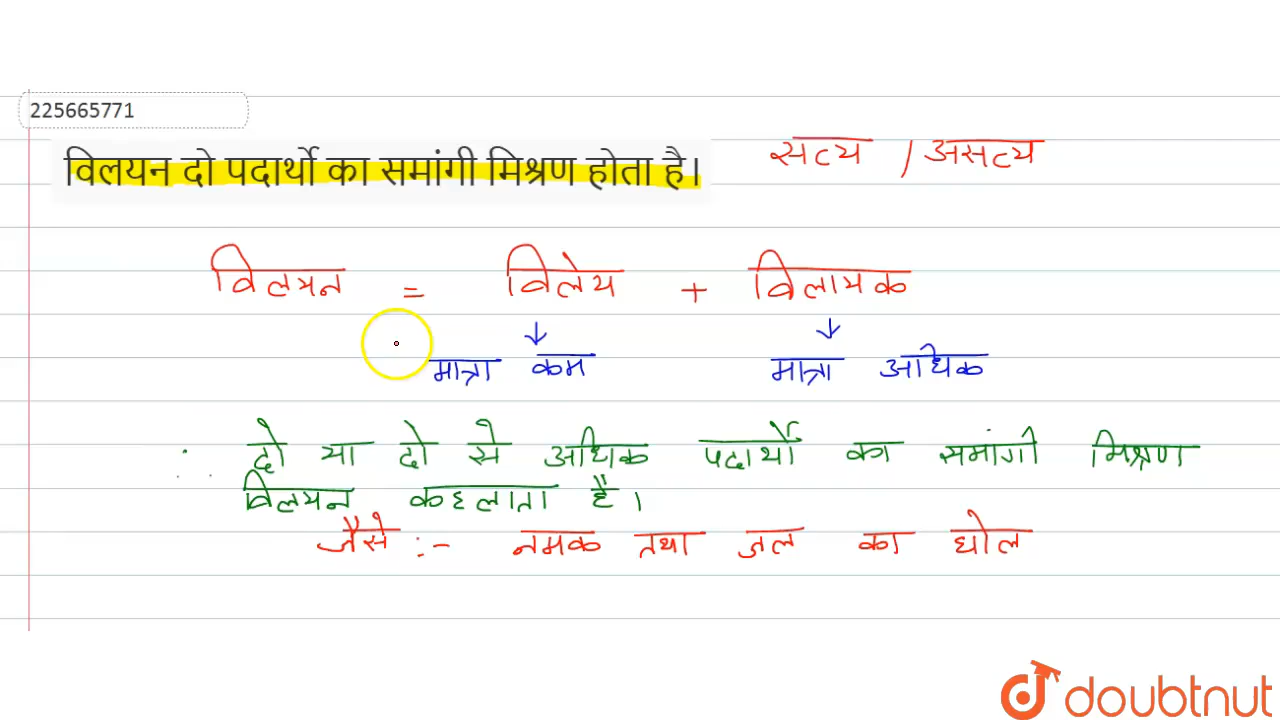 225665771
विलयन दो पदार्थो का समांगी मिश्रण होता है।
सत्य / असत्य
विलयन = विलेय + विलायक
↓ ↓
मात्रा कम मात्रा अधिक
∴ दो या दो से अधिक पदार्थों का समांगी मिश्रण
विलयन कहलाता है।
जैसे :- नमक तथा जल का घोल
doubtnut